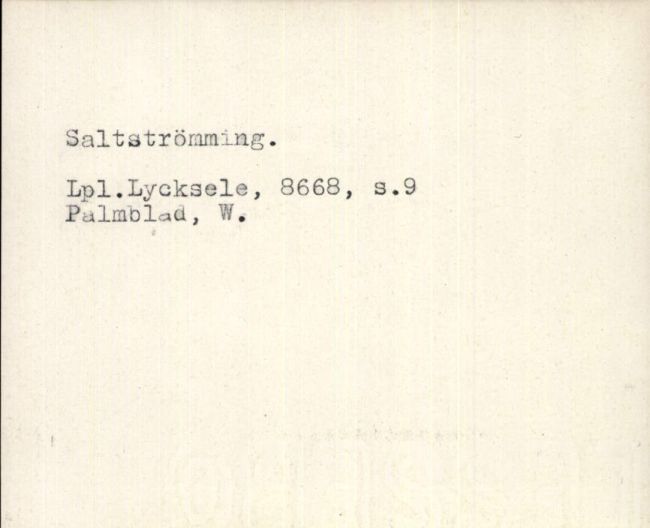 Saltströmming.
Lpl.Lycksele, 8668, s.9
Palmblad, W.